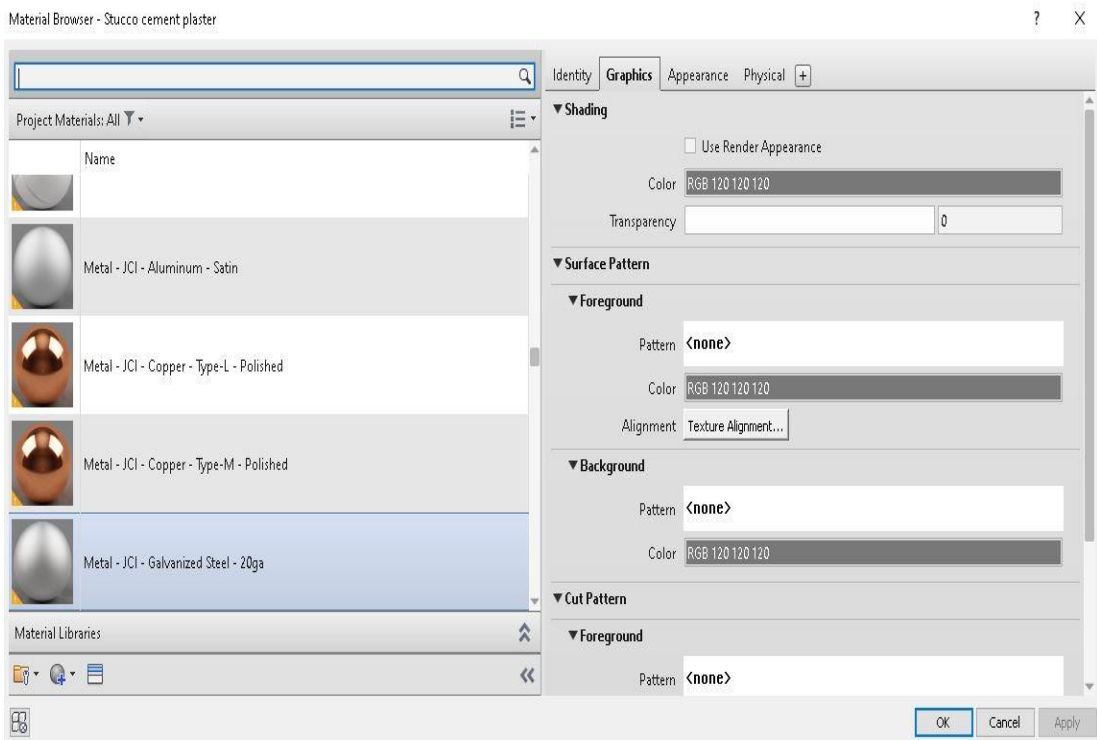 Material Browser - Stucco cement plaster
? X
Project Materials: All
Name
Metal - JCI - Aluminum - Satin
Metal - JCI - Copper - Type-L - Polished
Metal - JCI - Copper - Type-M - Polished
Metal - JCI - Galvanized Steel - 20ga
Material Libraries
Identity Graphics Appearance Physical +
Shading
Use Render Appearance
Color RGB 120 120 120
Transparency 0
Surface Pattern
Foreground
Pattern <none>
Color RGB 120 120 120
Alignment Texture Alignment...
Background
Pattern <none>
Color RGB 120 120 120
Cut Pattern
Foreground
Pattern <none>
OK Cancel Apply